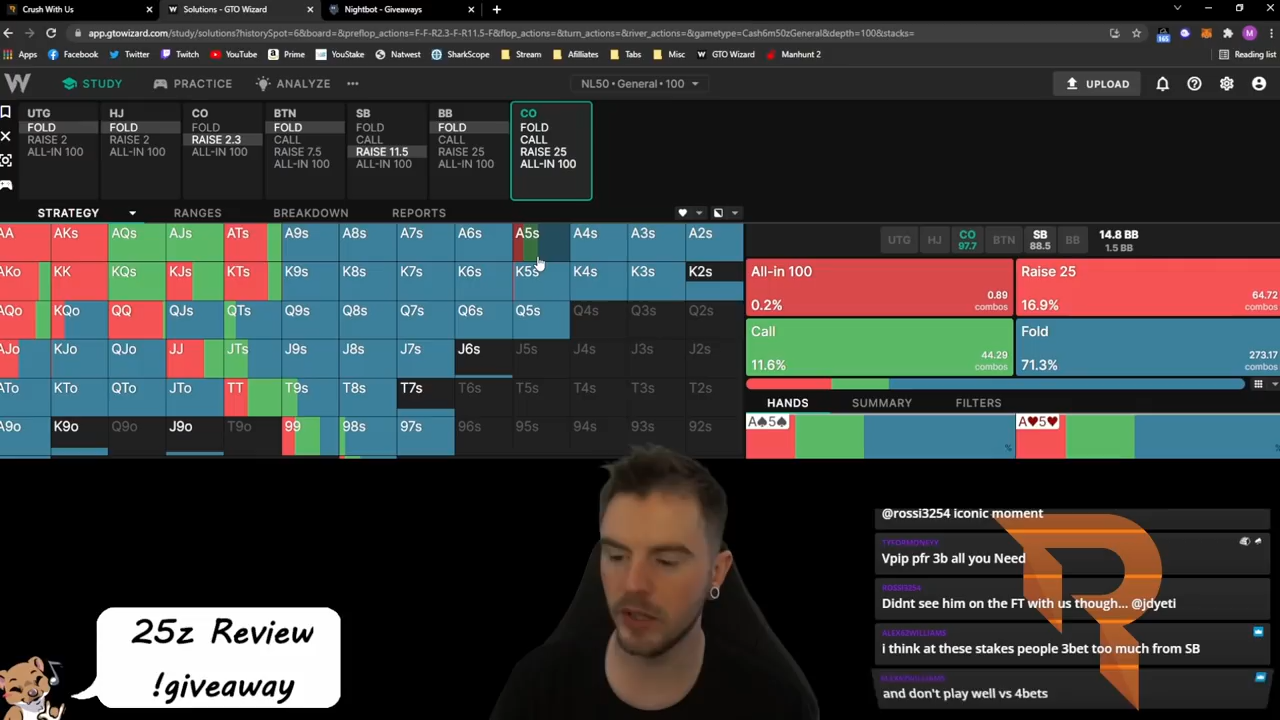 Crush With Us
Solutions - GTO Wizard
Nightbot - Giveaways
app.gtowizard.com/study/solutions?historySpot=6&board=&preflop_actions=F-F-R2.3-F-R11.5-F&flop_actions=&turn_actions=&river_actions=&gametype=Cash6m50zGeneral&depth=100&stacks=
Apps Facebook Twitter Twitch YouTube Prime YouStake Natwest SharkScope Stream Affilliates Tabs Misc GTO Wizard Manhunt 2 Reading list
W STUDY PRACTICE ANALYZE NL50 • General • 100 UPLOAD
UTG
FOLD
RAISE 2
ALL-IN 100
HJ
FOLD
RAISE 2
ALL-IN 100
CO
FOLD
RAISE 2.3
ALL-IN 100
BTN
FOLD
CALL
RAISE 7.5
ALL-IN 100
SB
FOLD
CALL
RAISE 11.5
ALL-IN 100
BB
FOLD
CALL
RAISE 25
ALL-IN 100
CO
FOLD
CALL
RAISE 25
ALL-IN 100
STRATEGY RANGES BREAKDOWN REPORTS
AA AKs AQs AJs ATs A9s A8s A7s A6s A5s A4s A3s A2s
AKo KK KQs KJs KTs K9s K8s K7s K6s K5s K4s K3s K2s
AQo KQo QQ QJs QTs Q9s Q8s Q7s Q6s Q5s Q4s Q3s Q2s
AJo KJo QJo JJ JTs J9s J8s J7s J6s J5s J4s J3s J2s
ATo KTo QTo JTo TT T9s T8s T7s T6s T5s T4s T3s T2s
A9o K9o Q9o J9o T9o 99 98s 97s 96s 95s 94s 93s 92s
UTG HJ CO 97.7 BTN SB 88.5 BB 14.8 BB
1.5 BB
All-in 100
0.2%
0.89
combos
Raise 25
16.9%
64.72
combos
Call
11.6%
44.29
combos
Fold
71.3%
273.17
combos
HANDS SUMMARY FILTERS
A♠5♠ A♥5♥
@rossi3254 iconic moment
Vpip pfr 3b all you Need
ROSSI3254
Didnt see him on the FT with us though... @jdyeti
ALEX62WILLIAMS
i think at these stakes people 3bet too much from SB
ALEX62WILLIAMS
and don't play well vs 4bets
25z Review
!giveaway